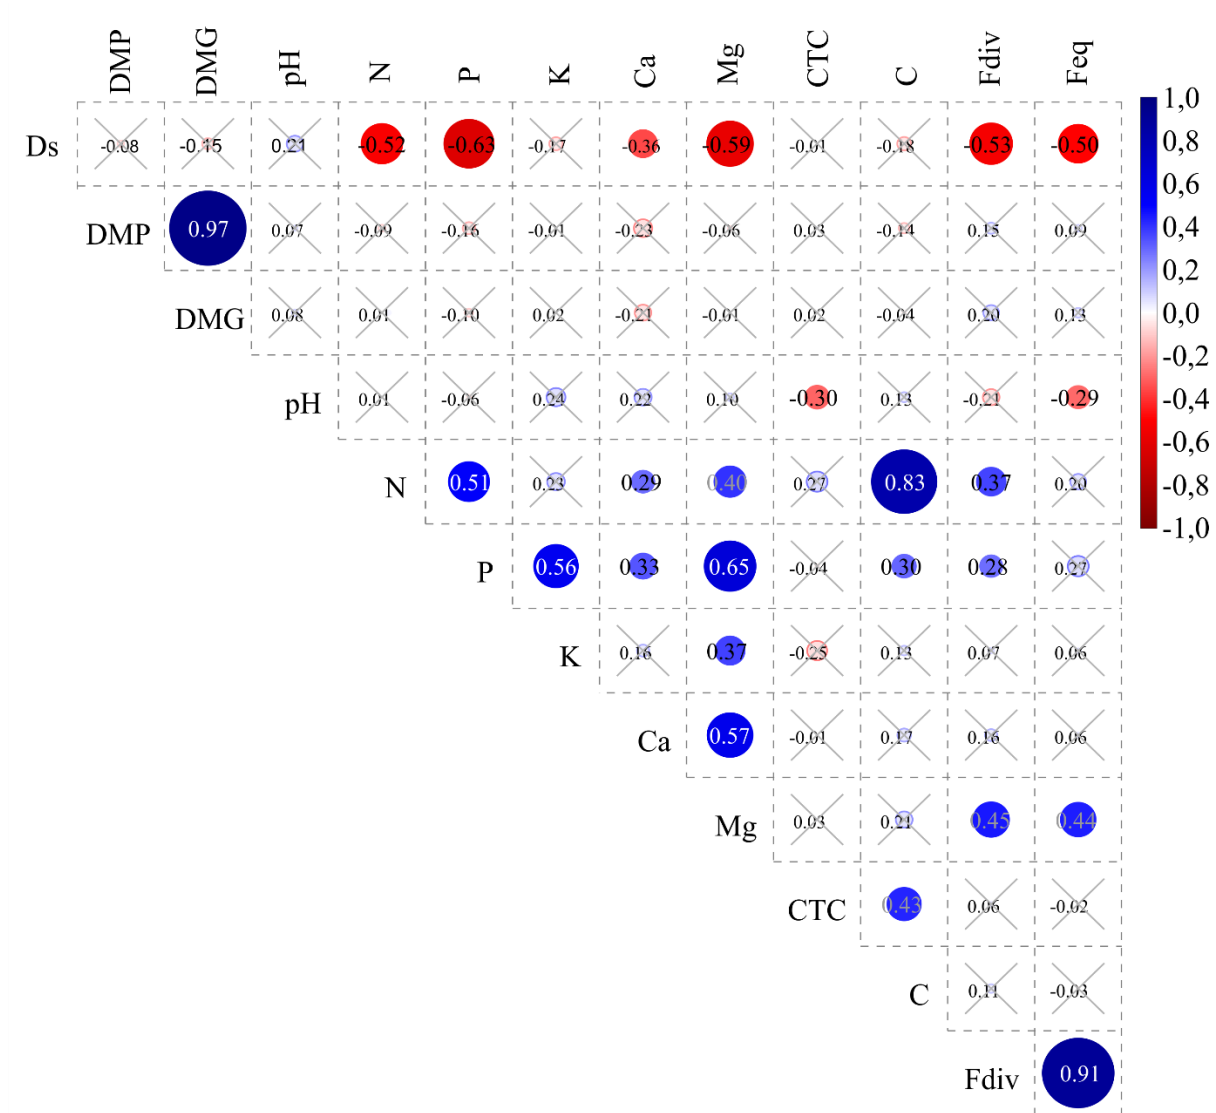 DMP DMG pH N P K Ca Mg CTC C Fdiv Feq
Ds -0.08 -0.15 0.21 -0.52 -0.63 -0.17 -0.36 -0.59 -0.01 -0.18 -0.53 -0.50
DMP 0.97 0.07 -0.09 -0.16 -0.01 -0.23 -0.06 0.03 -0.14 0.15 0.09
DMG 0.08 0.01 -0.10 0.02 -0.21 -0.01 0.02 -0.04 0.20 0.13
pH 0.01 -0.06 0.24 0.22 0.10 -0.30 0.13 -0.21 -0.29
N 0.51 0.23 0.29 0.40 0.27 0.83 0.37 0.20
P 0.56 0.33 0.65 -0.04 0.30 0.28 0.27
K 0.16 0.37 -0.25 0.13 0.07 0.06
Ca 0.57 -0.01 0.17 0.16 0.06
Mg 0.03 0.21 0.45 0.44
CTC 0.43 0.06 -0.02
C 0.11 -0.03
Fdiv 0.91
1,0
0,8
0,6
0,4
0,2
0,0
-0,2
-0,4
-0,6
-0,8
-1,0